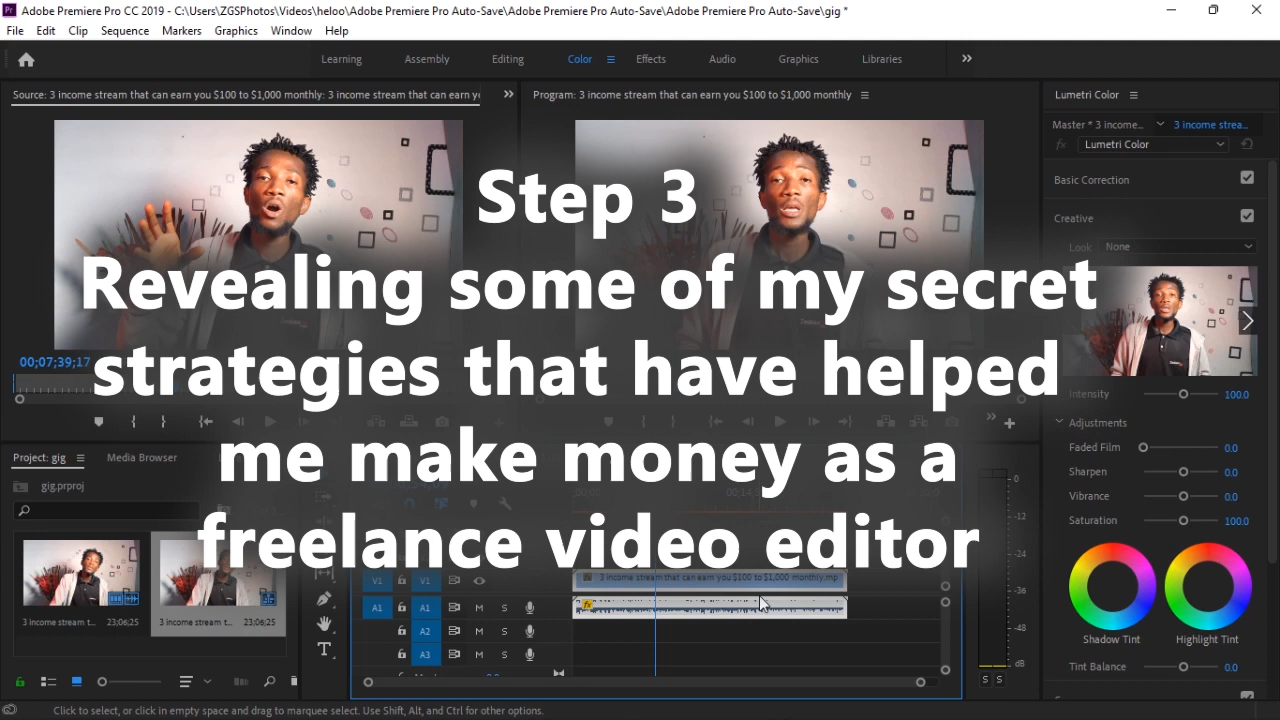 Adobe Premiere Pro CC 2019 - C:\Users\ZGSPhotos\Videos\heloo\Adobe Premiere Pro Auto-Save\Adobe Premiere Pro Auto-Save\Adobe Premiere Pro Auto-Save\gig *
File Edit Clip Sequence Markers Graphics Window Help
Learning Assembly Editing Color Effects Audio Graphics Libraries
Source: 3 income stream that can earn you $100 to $1,000 monthly: 3 income stream that can earn
Program: 3 income stream that can earn you $100 to $1,000 monthly
Lumetri Color
Master * 3 income... 3 income strea...
fx Lumetri Color
Basic Correction
Creative
Look None
Step 3
Revealing some of my secret
strategies that have helped
me make money as a
freelance video editor
00;07;39;17
Intensity 100.0
Adjustments
Faded Film 0.0
Sharpen 0.0
Vibrance 0.0
Saturation 100.0
Shadow Tint Highlight Tint
Tint Balance 0.0
Project: gig Media Browser
gig.prproj
3 income stream t... 23;06;25
3 income stream t... 23;06;25
V1 V1
3 income stream that can earn you $100 to $1,000 monthly.mp
A1 A1 M S
fx
A2 M S
A3 M S
0
-12
-24
-36
-48
dB
S S
Click to select, or click in empty space and drag to marquee select. Use Shift, Alt, and Ctrl for other options.